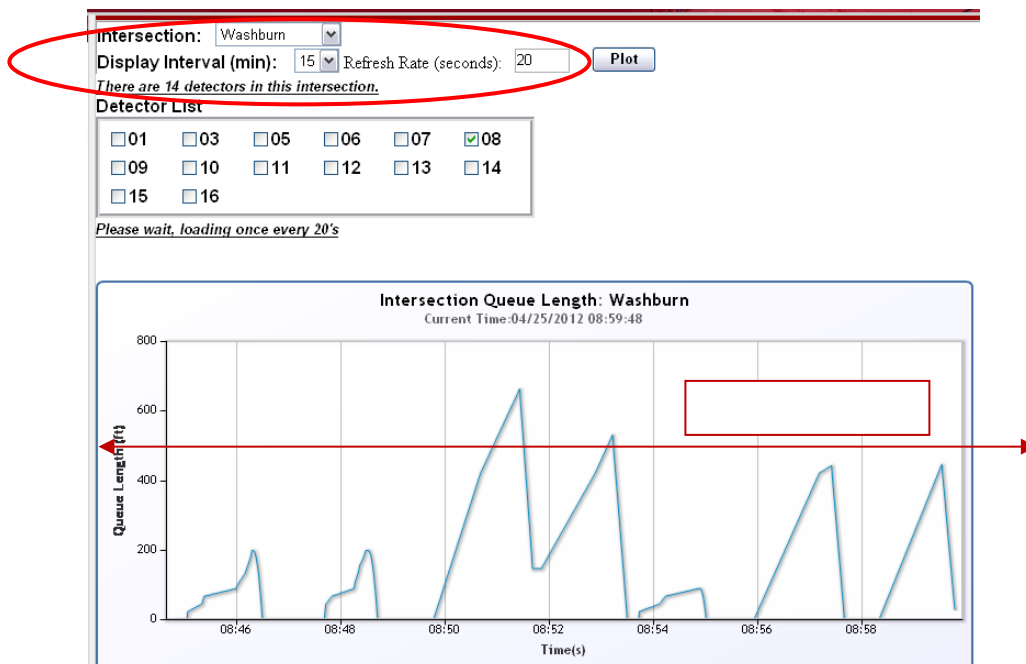 Intersection: Washburn
Display Interval (min): 15 Refresh Rate (seconds): 20 Plot
There are 14 detectors in this intersection.
Detector List
01 03 05 06 07 08
09 10 11 12 13 14
15 16
Please wait, loading once every 20's
Intersection Queue Length: Washburn
Current Time:04/25/2012 08:59:48
800
600
400
200
0
Queue Length(ft)
08:46 08:48 08:50 08:52 08:54 08:56 08:58
Time(s)